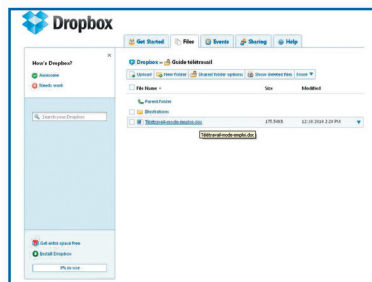 Dropbox
Get Started Files Events Sharing Help
How's Dropbox?
Awesome
Needs work
Search your Dropbox
Get extra space free
Install Dropbox
Dropbox » Guide télétravail
Upload New Folder Shared folder options Show deleted files More ▼
File Name Size Modified
Parent folder
Illustrations
Télétravail-mode-emploi.doc 175.50KB
Télétravail-mode-emploi.doc